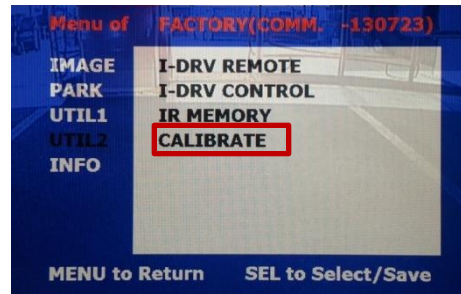 Menu of FACTORY(COMM. -130723)
IMAGE I-DRV REMOTE
PARK I-DRV CONTROL
UTIL1 IR MEMORY
UTIL2 CALIBRATE
INFO
MENU to Return SEL to Select/Save